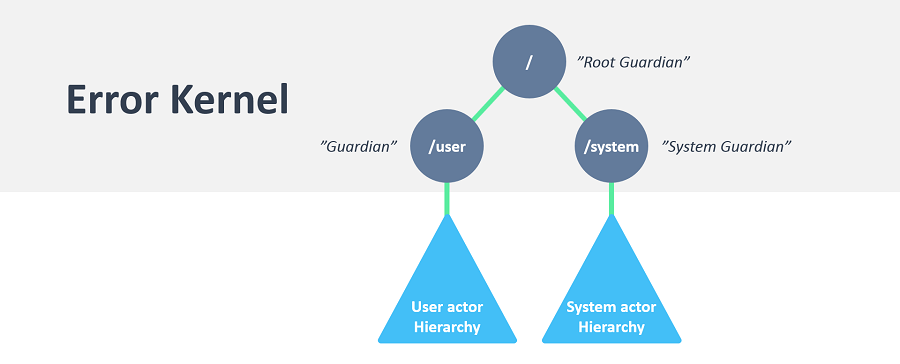 /
”Root Guardian”
Error Kernel
”Guardian”
/user
/system
”System Guardian”
User actor
Hierarchy
System actor
Hierarchy